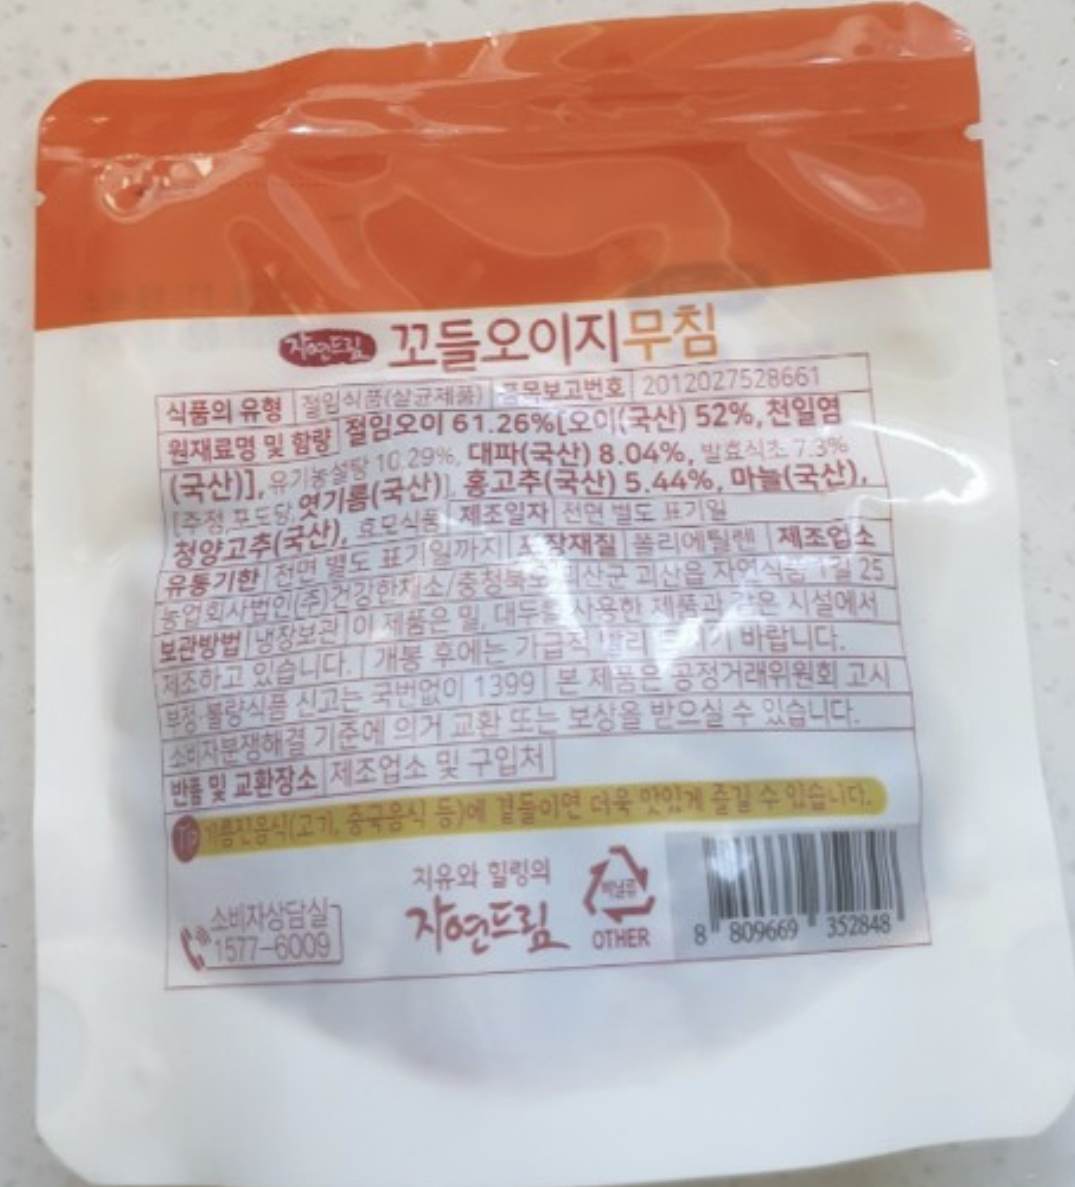 자연드림 꼬들오이지무침
식품의 유형 절임식품(살균제품) 품목보고번호 2012027528661
원재료명 및 함량 절임오이 61.26%[오이(국산) 52%, 천일염
(국산)], 유기농설탕 10.29%, 대파(국산) 8.04%, 발효식초 7.3%
[주정, 포도당, 엿기름(국산)], 홍고추(국산) 5.44%, 마늘(국산),
청양고추(국산), 효모식품 제조일자 전면 별도 표기일
유통기한 전면 별도 표기일까지 포장재질 폴리에틸렌 제조업소
농업회사법인(주)건강한채소/충청북도 괴산군 괴산읍 자연식품 25
보관방법 냉장보관 이 제품은 밀, 대두를 사용한 제품과 같은 시설에서
제조하고 있습니다. 개봉 후에는 가급적 빨리 바랍니다.
부정·불량식품 신고는 국번없이 1399 본 제품은 공정거래위원회 고시
소비자분쟁해결 기준에 의거 교환 또는 보상을 받으실 수 있습니다.
반품 및 교환장소 제조업소 및 구입처
Tip 기름진음식(고기, 중국음식 등)에 곁들이면 더욱 맛있게 즐길 수 있습니다.
소비자상담실
1577-6009
치유와 힐링의
자연드림
비닐류
OTHER
8 809669 352848